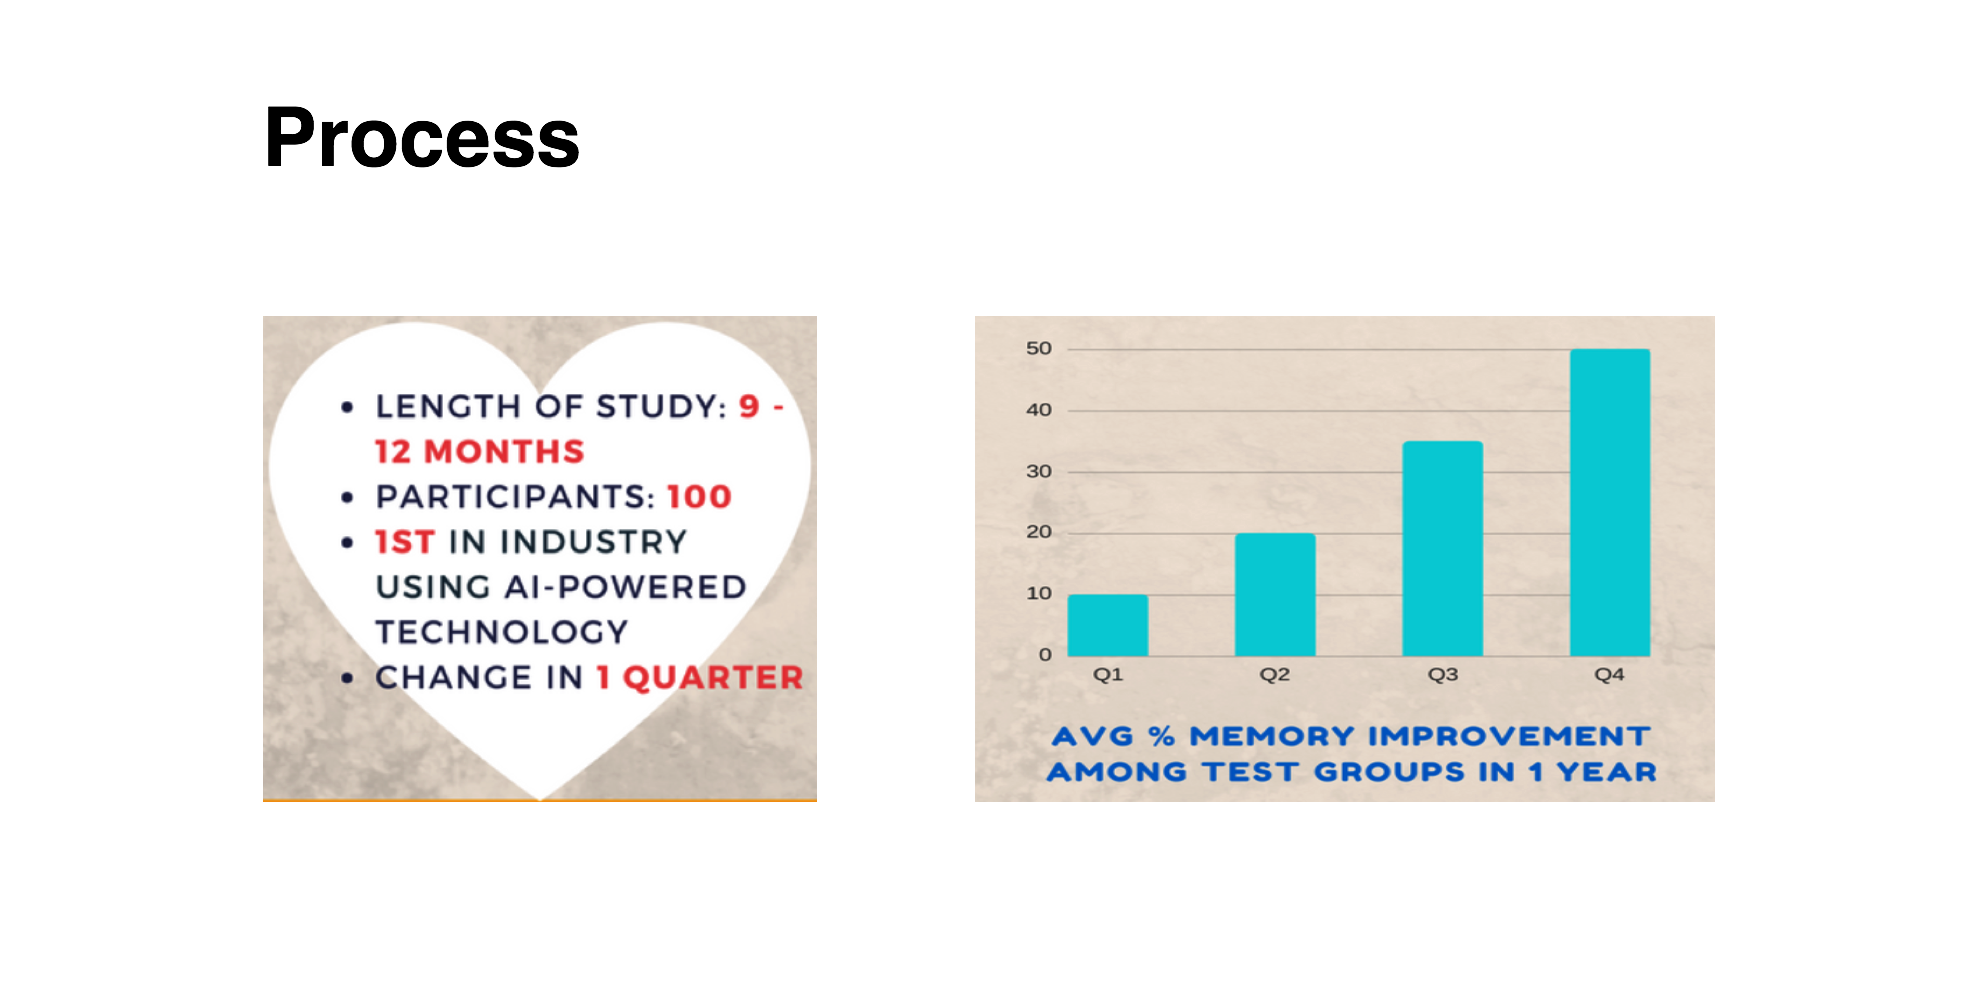 Process
• LENGTH OF STUDY: 9 -
12 MONTHS
• PARTICIPANTS: 100
• 1ST IN INDUSTRY
USING AI-POWERED
TECHNOLOGY
• CHANGE IN 1 QUARTER
50
40
30
20
10
0
Q1 Q2 Q3 Q4
AVG % MEMORY IMPROVEMENT
AMONG TEST GROUPS IN 1 YEAR